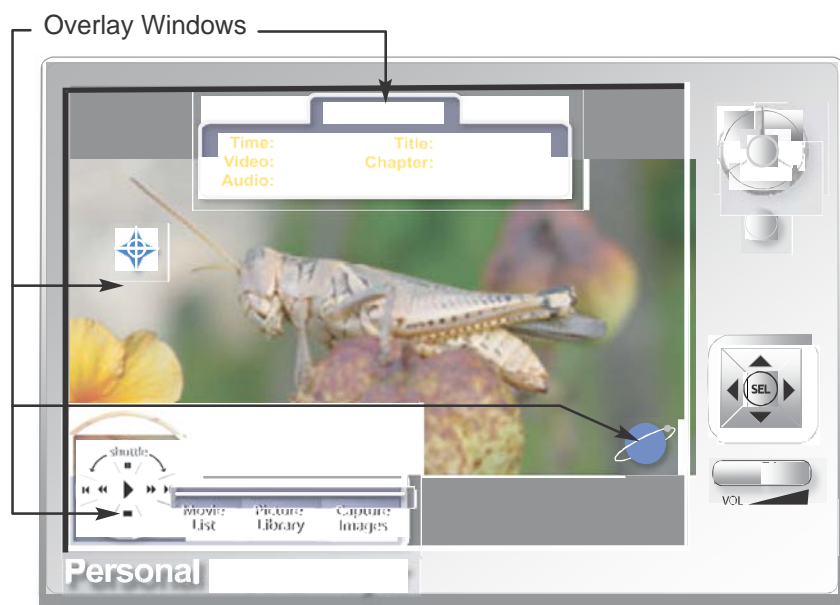 Overlay Windows
Time: Title:
Video: Chapter:
Audio:
SEL
shuttle
Movie List
Picture Library
Capture Images
VOL
Personal